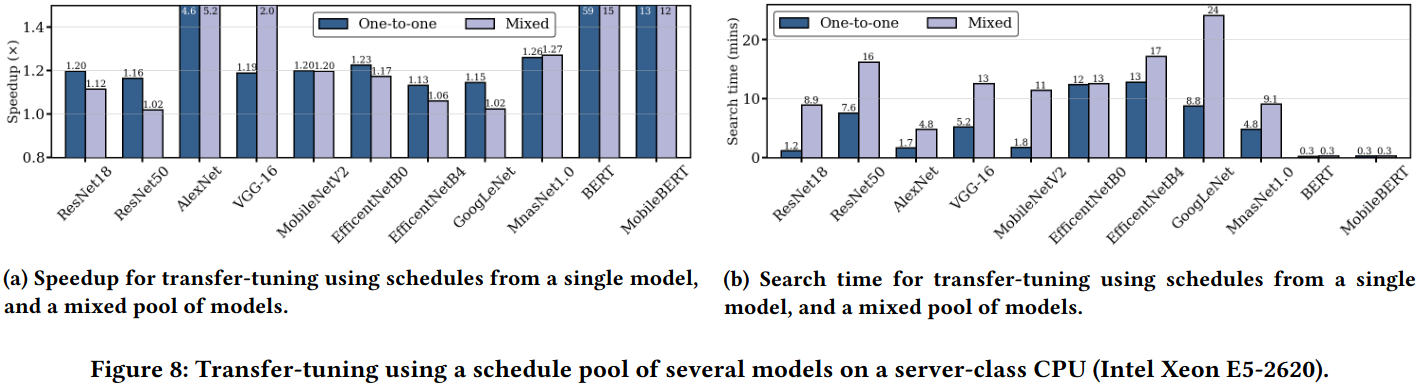 One-to-one Mixed
Speedup (×)
1.4
1.2
1.0
0.8
1.20 1.12 1.16 1.02 4.6 5.2 1.19 2.0 1.20 1.20 1.23 1.17 1.13 1.06 1.15 1.02 1.26 1.27 59 15 13 12
ResNet18 ResNet50 AlexNet VGG-16 MobileNetV2 EfficentNetB0 EfficentNetB4 GoogLeNet MnasNet1.0 BERT MobileBERT
(a) Speedup for transfer-tuning using schedules from a single model,
and a mixed pool of models.
One-to-one Mixed
Search time (mins)
20
10
0
1.2 8.9 7.6 16 1.7 4.8 5.2 13 1.8 11 12 13 13 17 8.8 24 4.8 9.1 0.3 0.3 0.3 0.3
ResNet18 ResNet50 AlexNet VGG-16 MobileNetV2 EfficentNetB0 EfficentNetB4 GoogLeNet MnasNet1.0 BERT MobileBERT
(b) Search time for transfer-tuning using schedules from a single
model, and a mixed pool of models.
Figure 8: Transfer-tuning using a schedule pool of several models on a server-class CPU (Intel Xeon E5-2620).